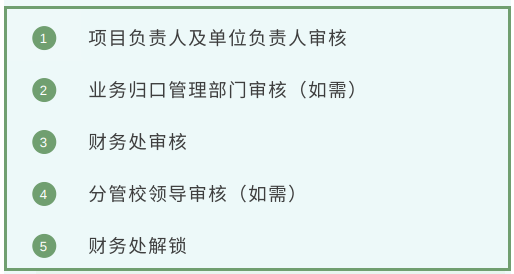 1 项目负责人及单位负责人审核
2 业务归口管理部门审核（如需）
3 财务处审核
4 分管校领导审核（如需）
5 财务处解锁